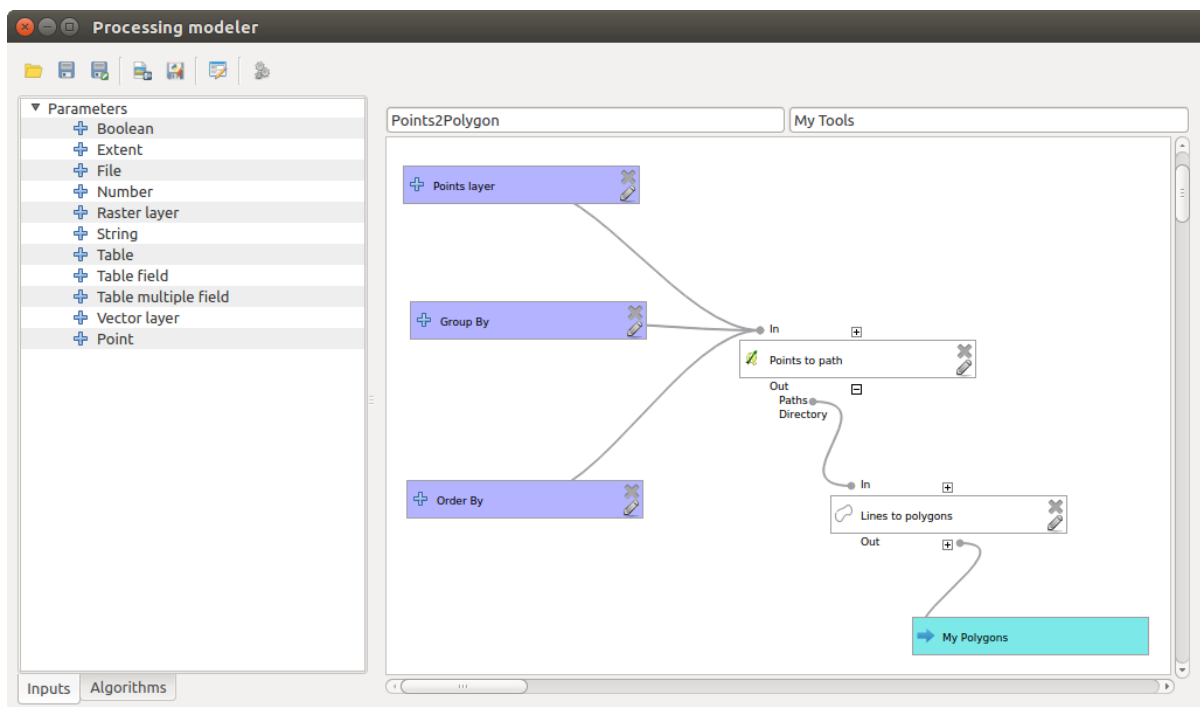 Processing modeler
Parameters
Boolean
Extent
File
Number
Raster layer
String
Table
Table field
Table multiple field
Vector layer
Point
Inputs
Algorithms
Points2Polygon
My Tools
Points layer
Group By
Order By
In
Points to path
Out
Paths
Directory
In
Lines to polygons
Out
My Polygons